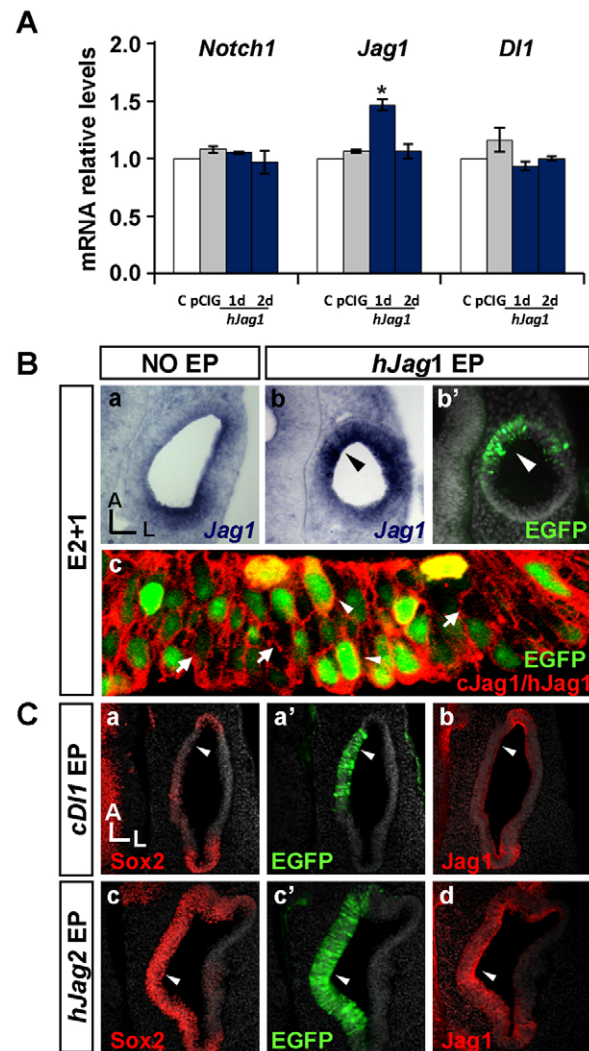 A
Notch1 Jag1 Dl1
mRNA relative levels
2.0
1.5
1.0
0.5
0.0
*
C pCIG 1d 2d C pCIG 1d 2d C pCIG 1d 2d
hJag1 hJag1 hJag1
B
NO EP hJag1 EP
E2+1
a b b’
A
L
Jag1 Jag1 EGFP
c
EGFP
cJag1/hJag1
C
cDl1 EP
a a’ b
A
L
Sox2 EGFP Jag1
hJag2 EP
c c’ d
Sox2 EGFP Jag1